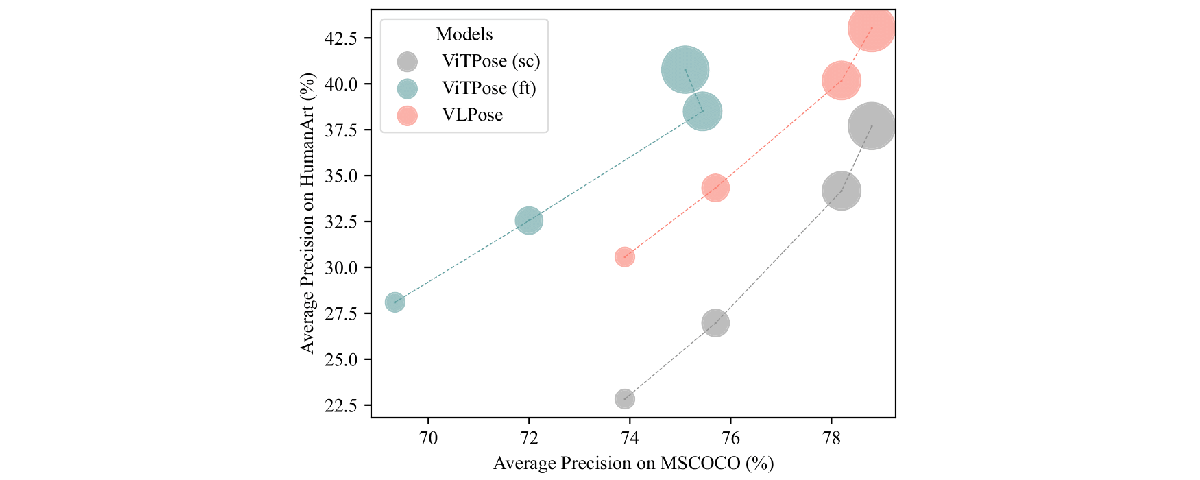 Models
ViTPose (sc)
ViTPose (ft)
VLPose
Average Precision on HumanArt (%)
42.5
40.0
37.5
35.0
32.5
30.0
27.5
25.0
22.5
70 72 74 76 78
Average Precision on MSCOCO (%)